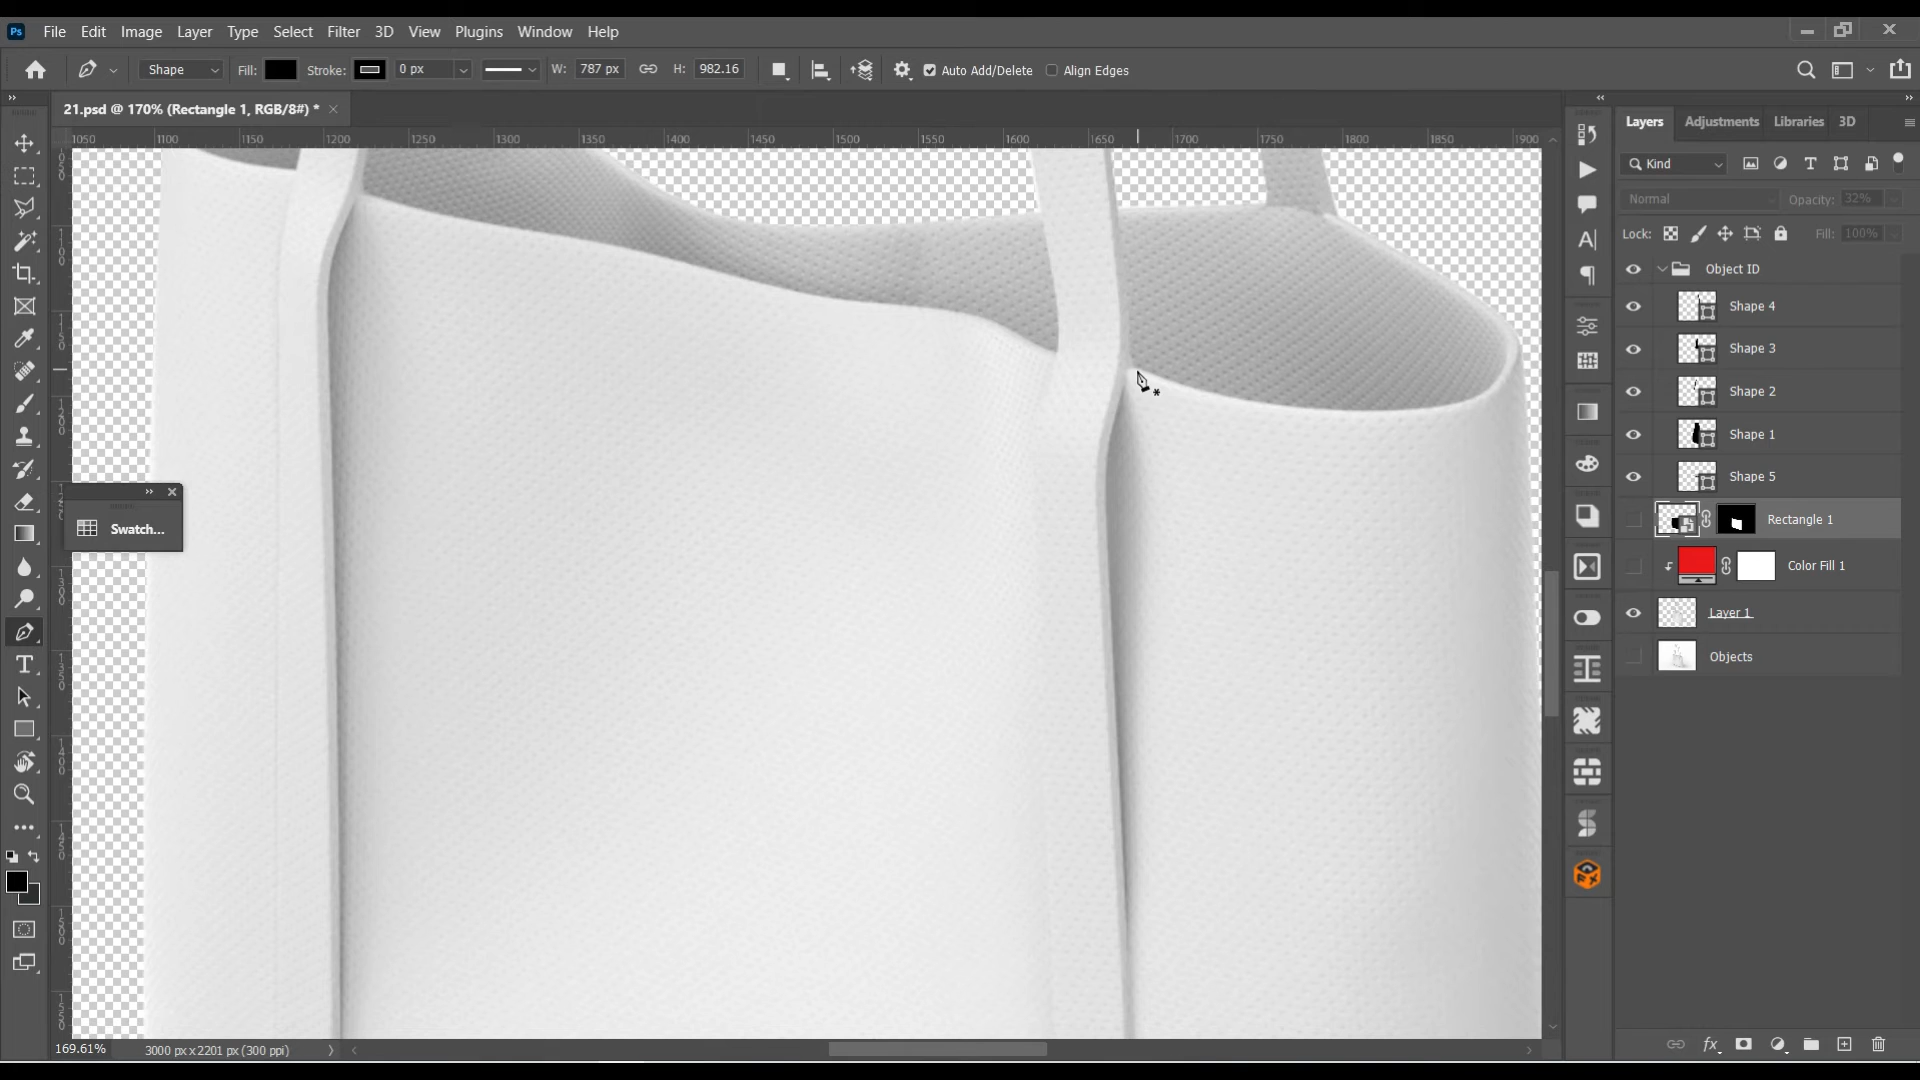 Ps File Edit Image Layer Type Select Filter 3D View Plugins Window Help
Shape Fill: Stroke: 0 px W: 787 px H: 982.16 Auto Add/Delete Align Edges
21.psd @ 170% (Rectangle 1, RGB/8#) *
1050 1100 1150 1200 1250 1300 1350 1400 1450 1500 1550 1600 1650 1700 1750 1800 1850 1900
Swatch...
Layers Adjustments Libraries 3D
Kind
Normal Opacity: 32%
Lock: Fill: 100%
Object ID
Shape 4
Shape 3
Shape 2
Shape 1
Shape 5
Rectangle 1
Color Fill 1
Layer 1
Objects
169.61% 3000 px x 2201 px (300 ppi)